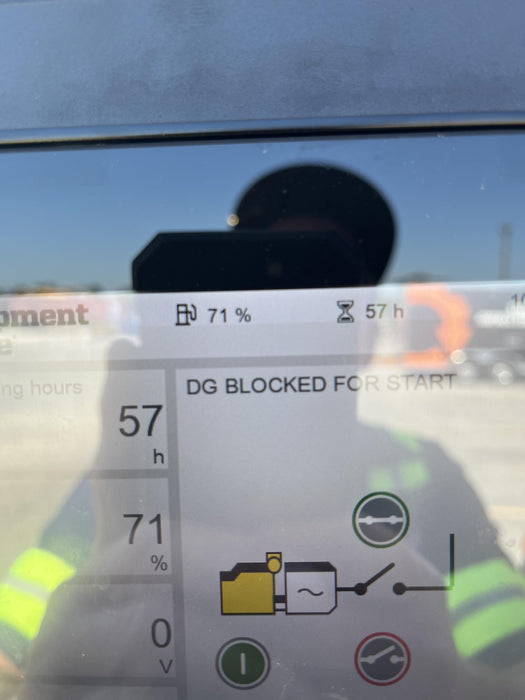 pment
71 %
57 h
e
ng hours
DG BLOCKED FOR START
57
h
71
%
0
V